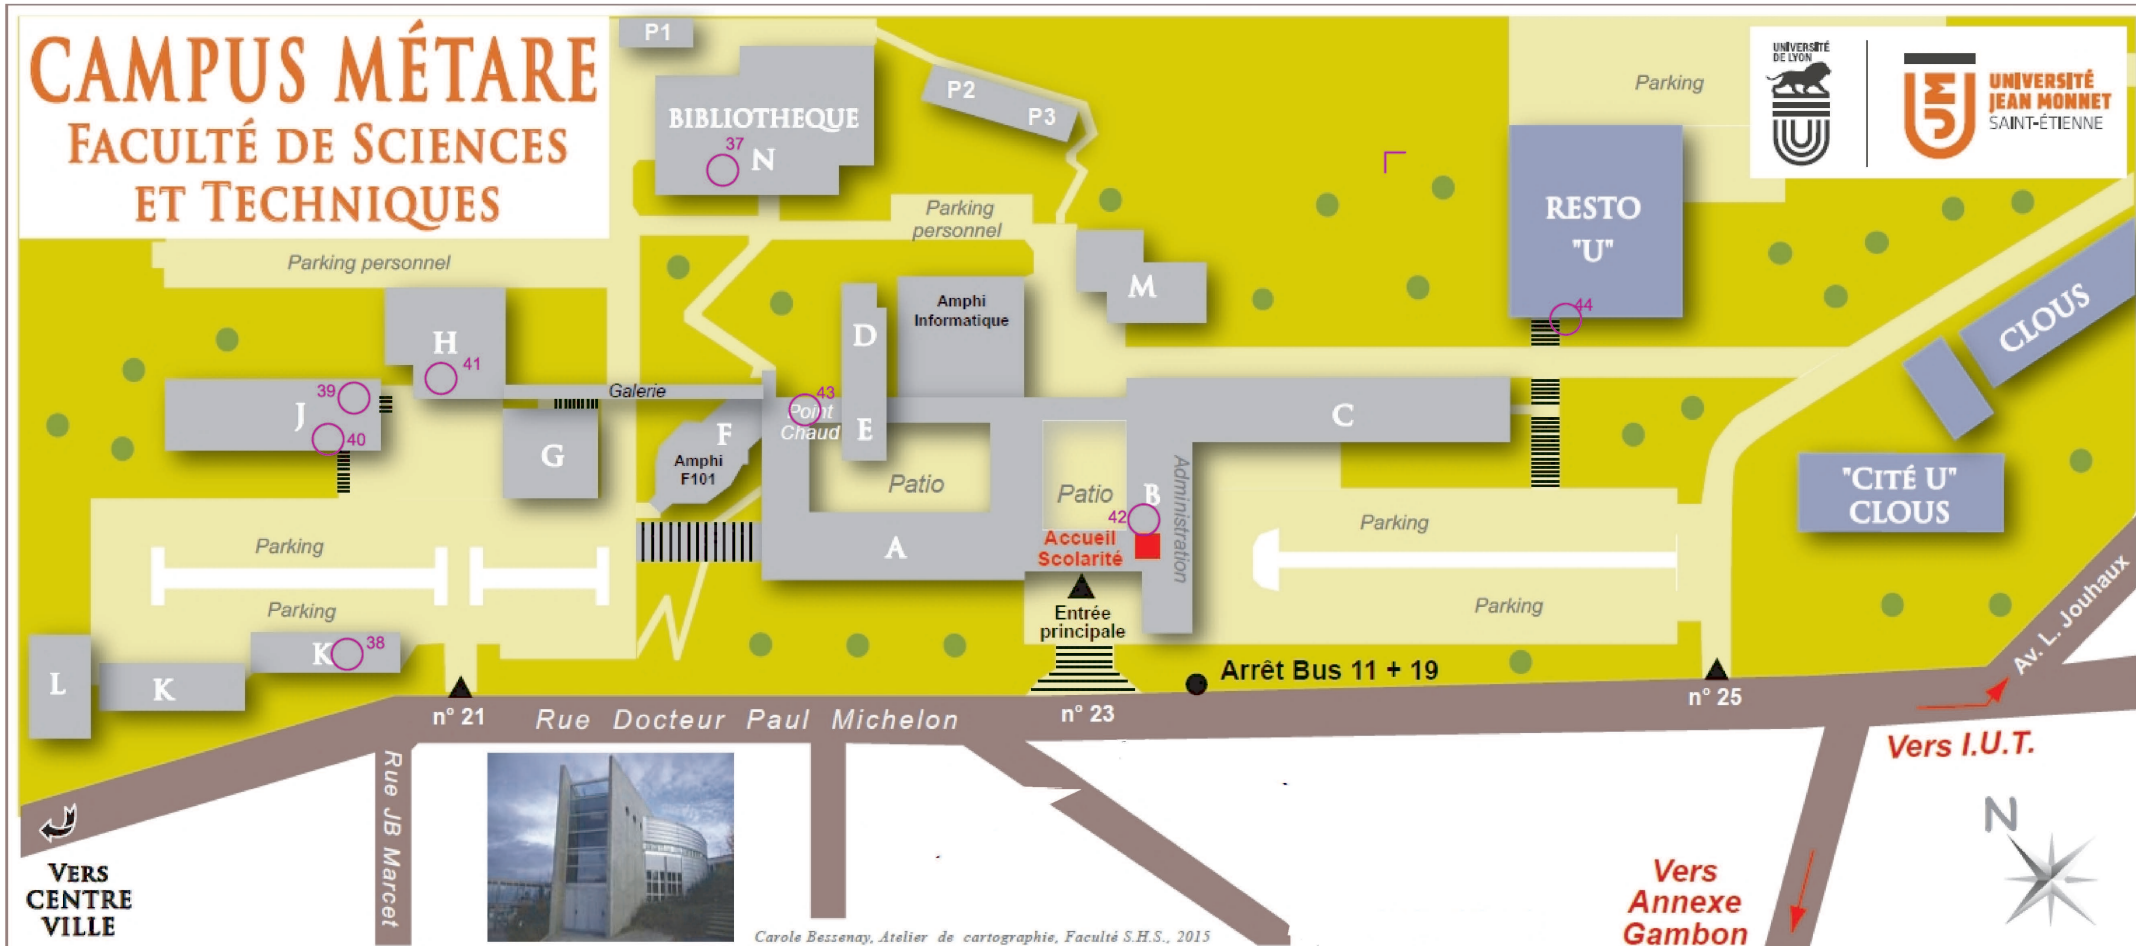 CAMPUS MÉTARE
FACULTÉ DE SCIENCES
ET TECHNIQUES
P1
BIBLIOTHEQUE
37
N
P2
P3
Parking
UNIVERSITÉ
DE LYON
UNIVERSITÉ
JEAN MONNET
SAINT-ÉTIENNE
Parking
personnel
RESTO
"U"
44
Parking personnel
M
H
41
Amphi
Informatique
D
E
CLOUS
39
J
40
Galerie
G
F
Amphi
F101
43
Point
Chaud
C
Patio
Patio
B
42
Administration
"CITÉ U"
CLOUS
Parking
A
Accueil
Scolarité
Parking
Parking
K
38
Entrée
principale
Parking
L
K
Arrêt Bus 11 + 19
Av. L. Jouhaux
n° 21
Rue Docteur Paul Michelon
n° 23
n° 25
Vers I.U.T.
Rue JB Marcet
N
VERS
CENTRE
VILLE
Vers
Annexe
Gambon
Carole Bessenay, Atelier de cartographie, Faculté S.H.S., 2015